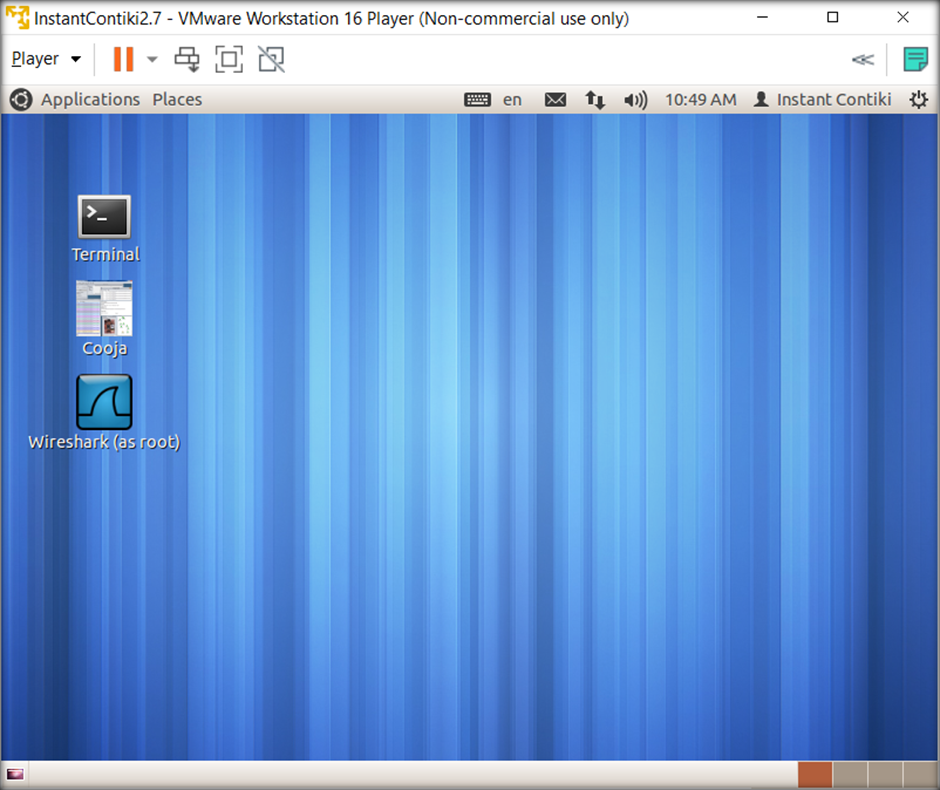 InstantContiki2.7 - VMware Workstation 16 Player (Non-commercial use only)
Player
Applications Places en 10:49 AM Instant Contiki
Terminal
Cooja
Wireshark (as root)